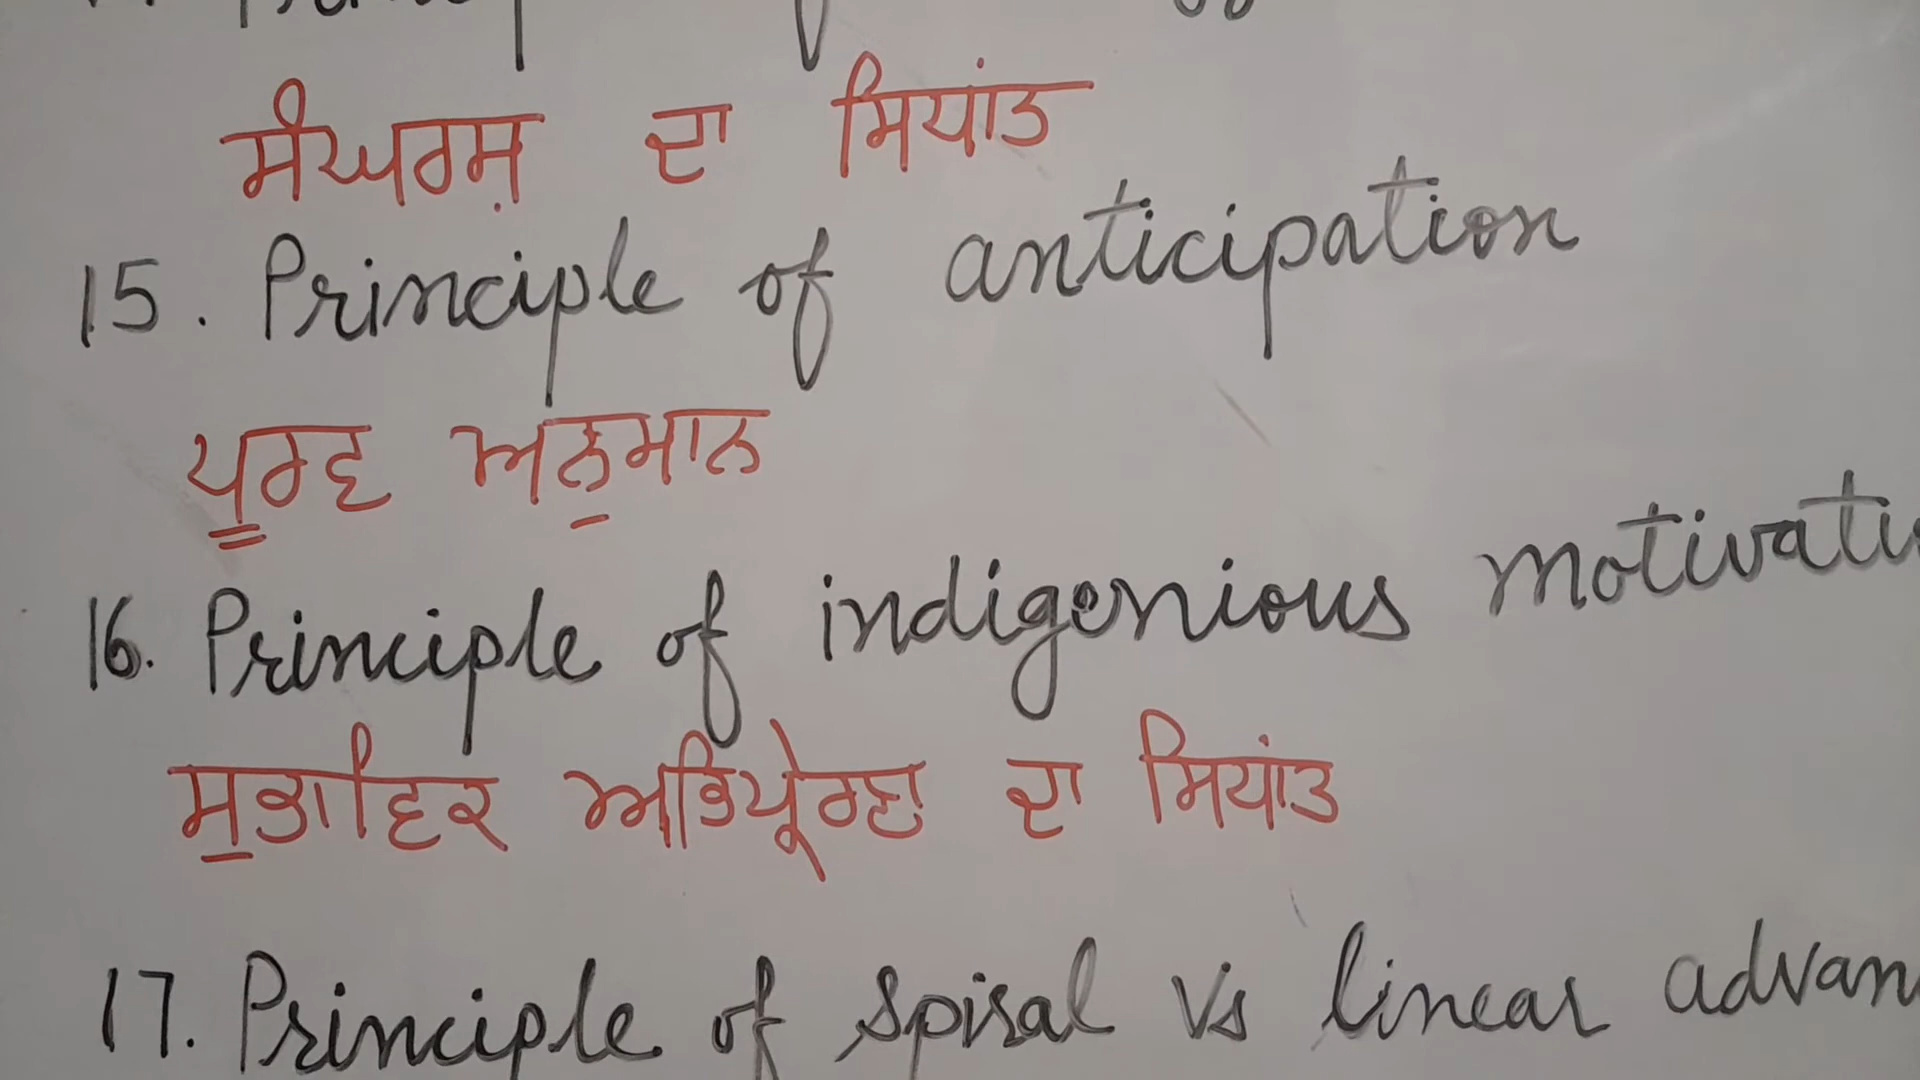 ਸੰਘਰਸ਼ ਦਾ ਸਿਧਾਂਤ
15. Principle of anticipation
ਪੂਰਵ ਅਨੁਮਾਨ
16. Principle of indigenious motivati
ਸੁਭਾਵਿਕ ਅਭਿਪ੍ਰੇਰਣ ਦਾ ਸਿਧਾਂਤ
17. Principle of spiral Vs linear advan